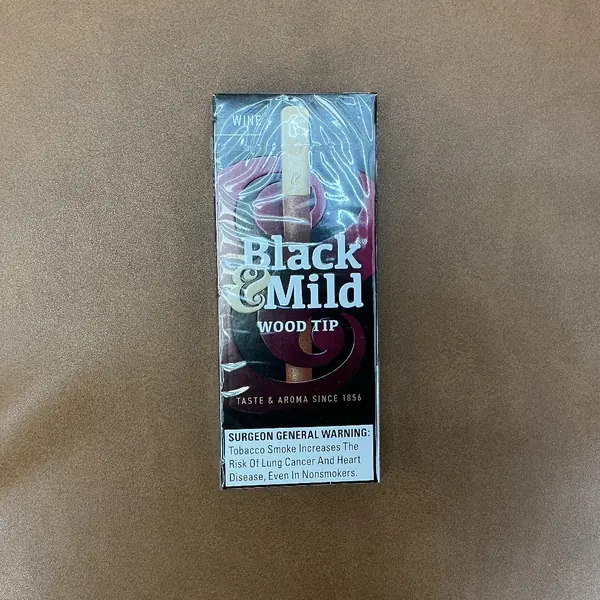 WINE
Black®
& Mild
WOOD TIP
TASTE & AROMA SINCE 1856
SURGEON GENERAL WARNING:
Tobacco Smoke Increases The
Risk Of Lung Cancer And Heart
Disease, Even In Nonsmokers.